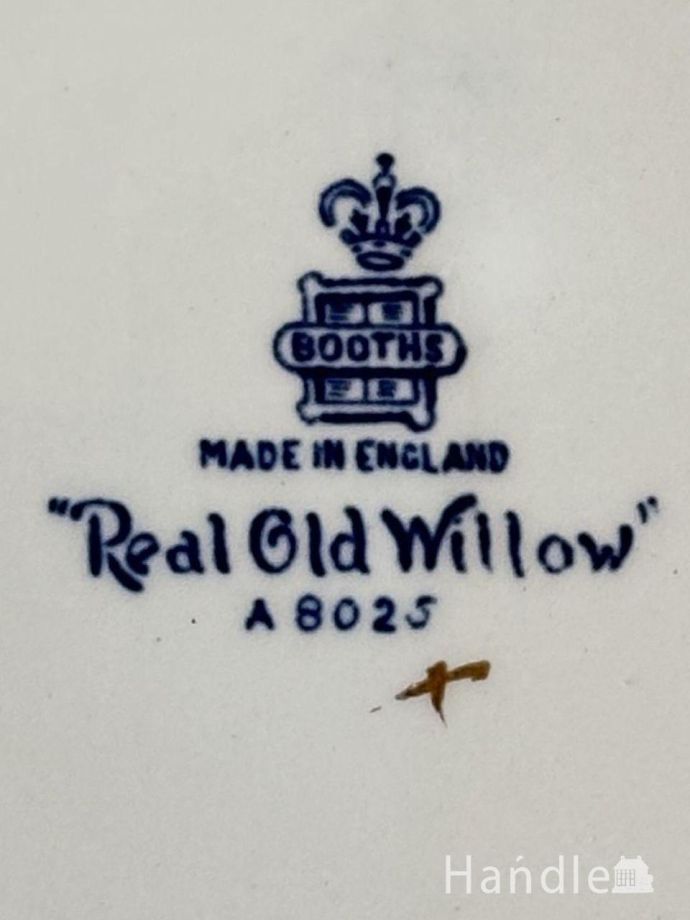 BOOTHS
MADE IN ENGLAND
"Real Old Willow"
A 8025
Handle